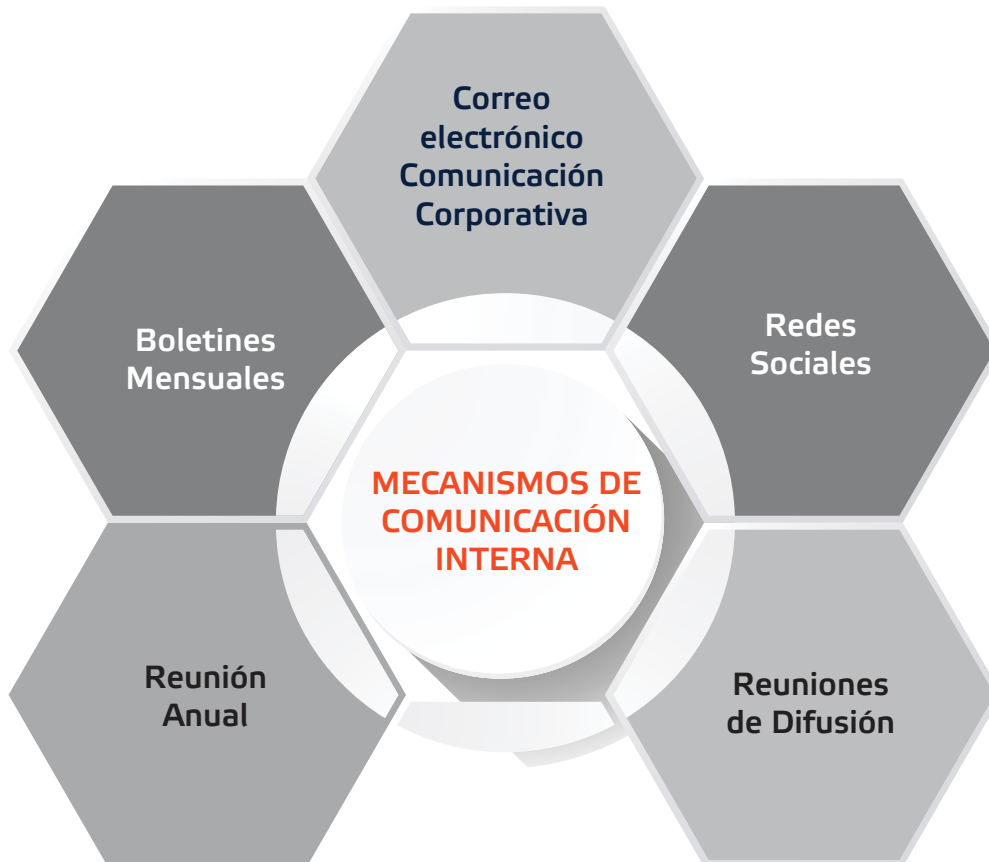 Correo
electrónico
Comunicación
Corporativa
Boletines
Mensuales
Redes
Sociales
MECANISMOS DE
COMUNICACIÓN
INTERNA
Reunión
Anual
Reuniones
de Difusión